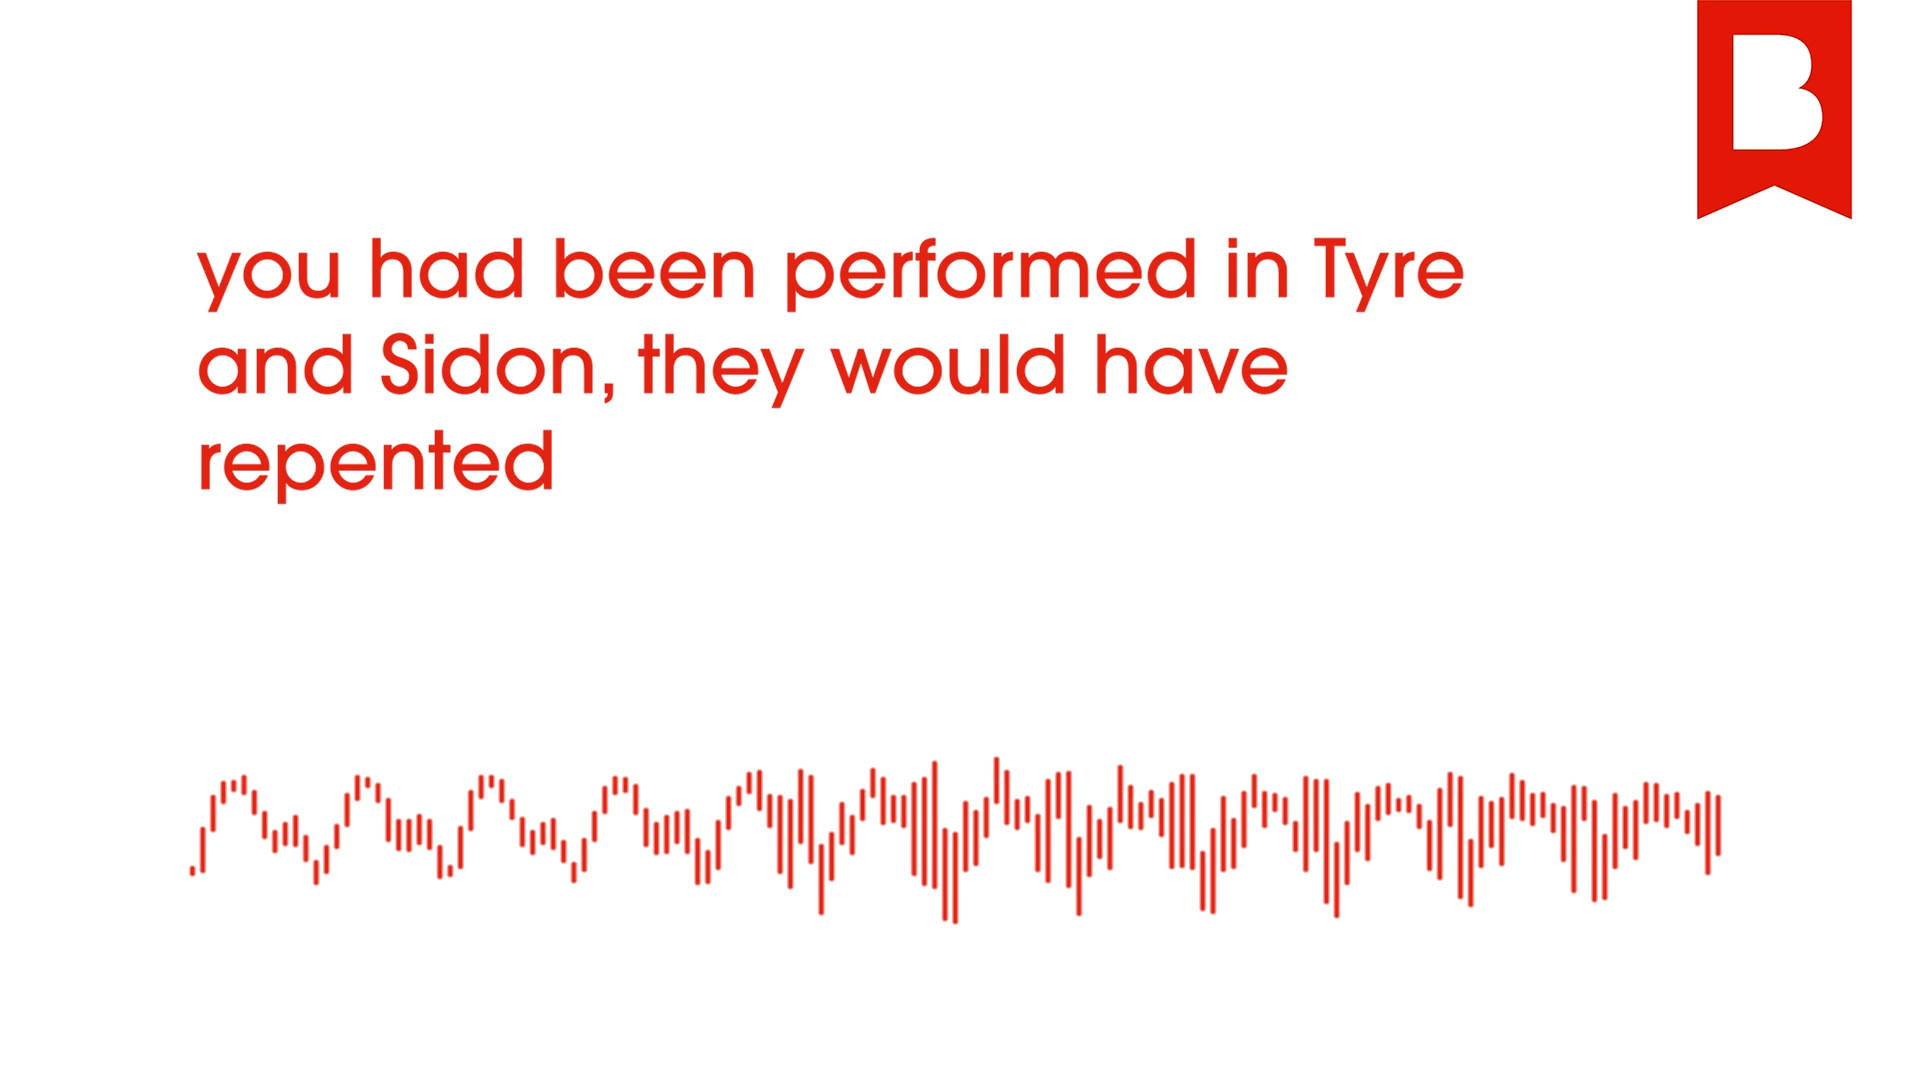 B
you had been performed in Tyre
and Sidon, they would have
repented